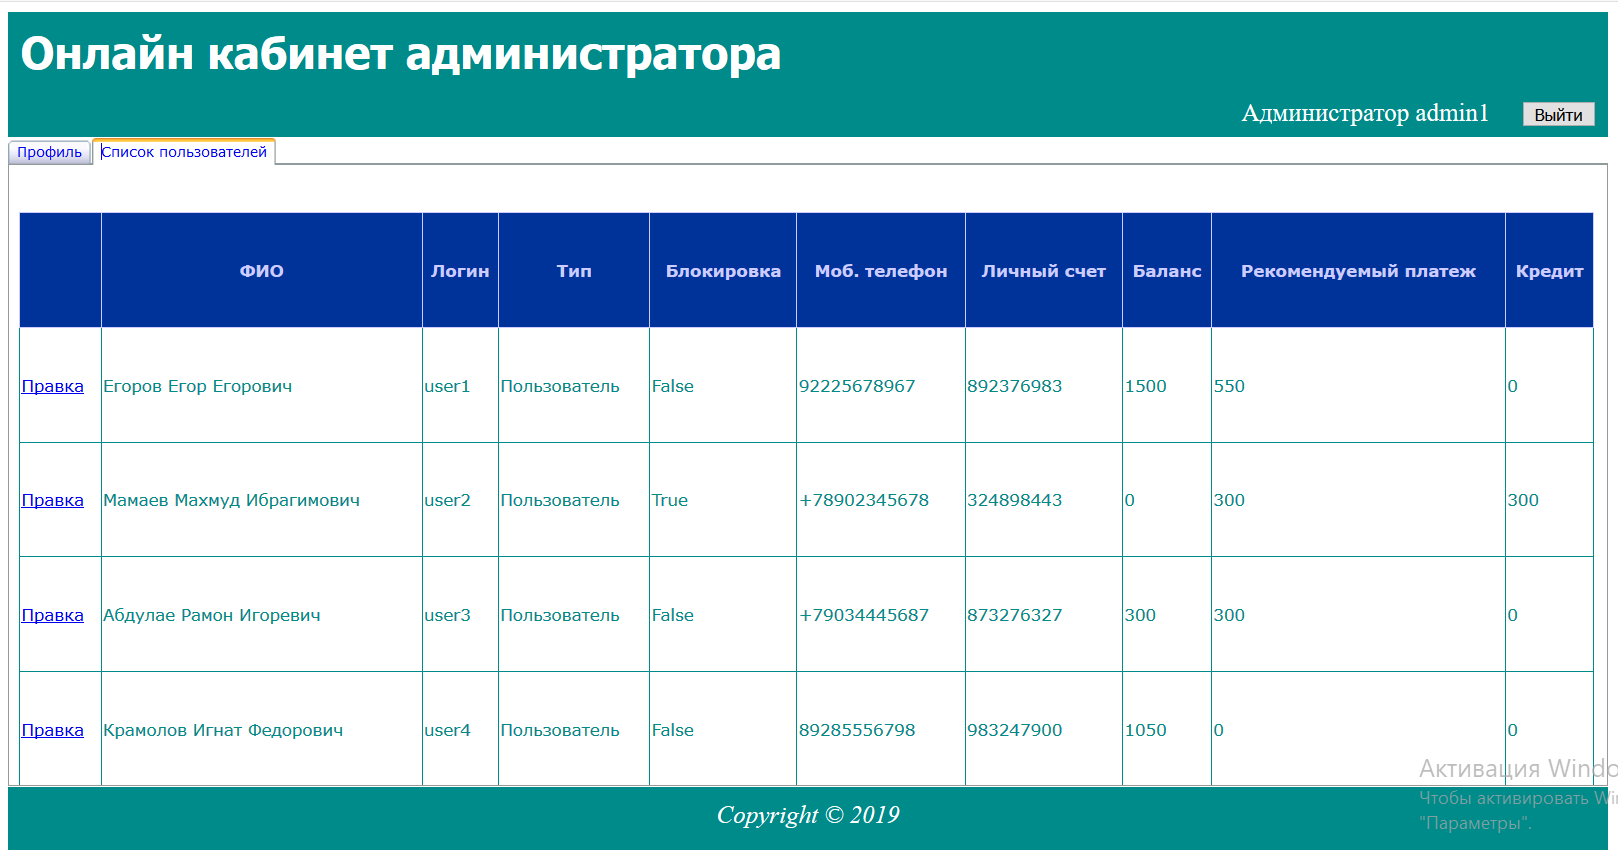 Онлайн кабинет администратора
Администратор admin1 Выйти
Профиль Список пользователей
ФИО Логин Тип Блокировка Моб. телефон Личный счет Баланс Рекомендуемый платеж Кредит
Правка Егоров Егор Егорович user1 Пользователь False 92225678967 892376983 1500 550 0
Правка Мамаев Махмуд Ибрагимович user2 Пользователь True +78902345678 324898443 0 300 300
Правка Абдулае Рамон Игоревич user3 Пользователь False +79034445687 873276327 300 300 0
Правка Крамолов Игнат Федорович user4 Пользователь False 89285556798 983247900 1050 0 0
Активация Windo
Чтобы активировать Wi
"Параметры".
Copyright © 2019